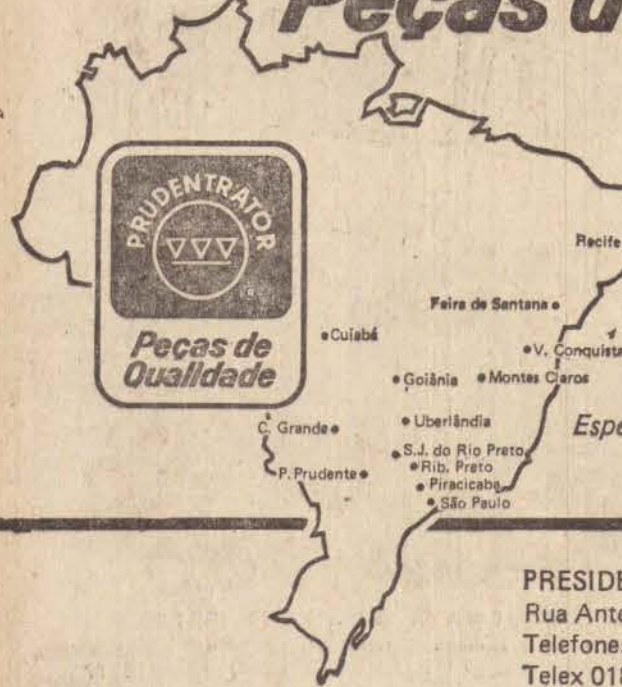 Peças d
PRUDENTRATOR
®
Peças de
Qualidade
Recife
Feira de Santana
Cuiabá
V. Conquista
Goiânia
Montes Claros
C. Grande
Uberlândia
Espe
S.J. do Rio Preto
Rib. Preto
P. Prudente
Piracicaba
São Paulo
PRESIDE
Rua Ante
Telefone
Telex 018